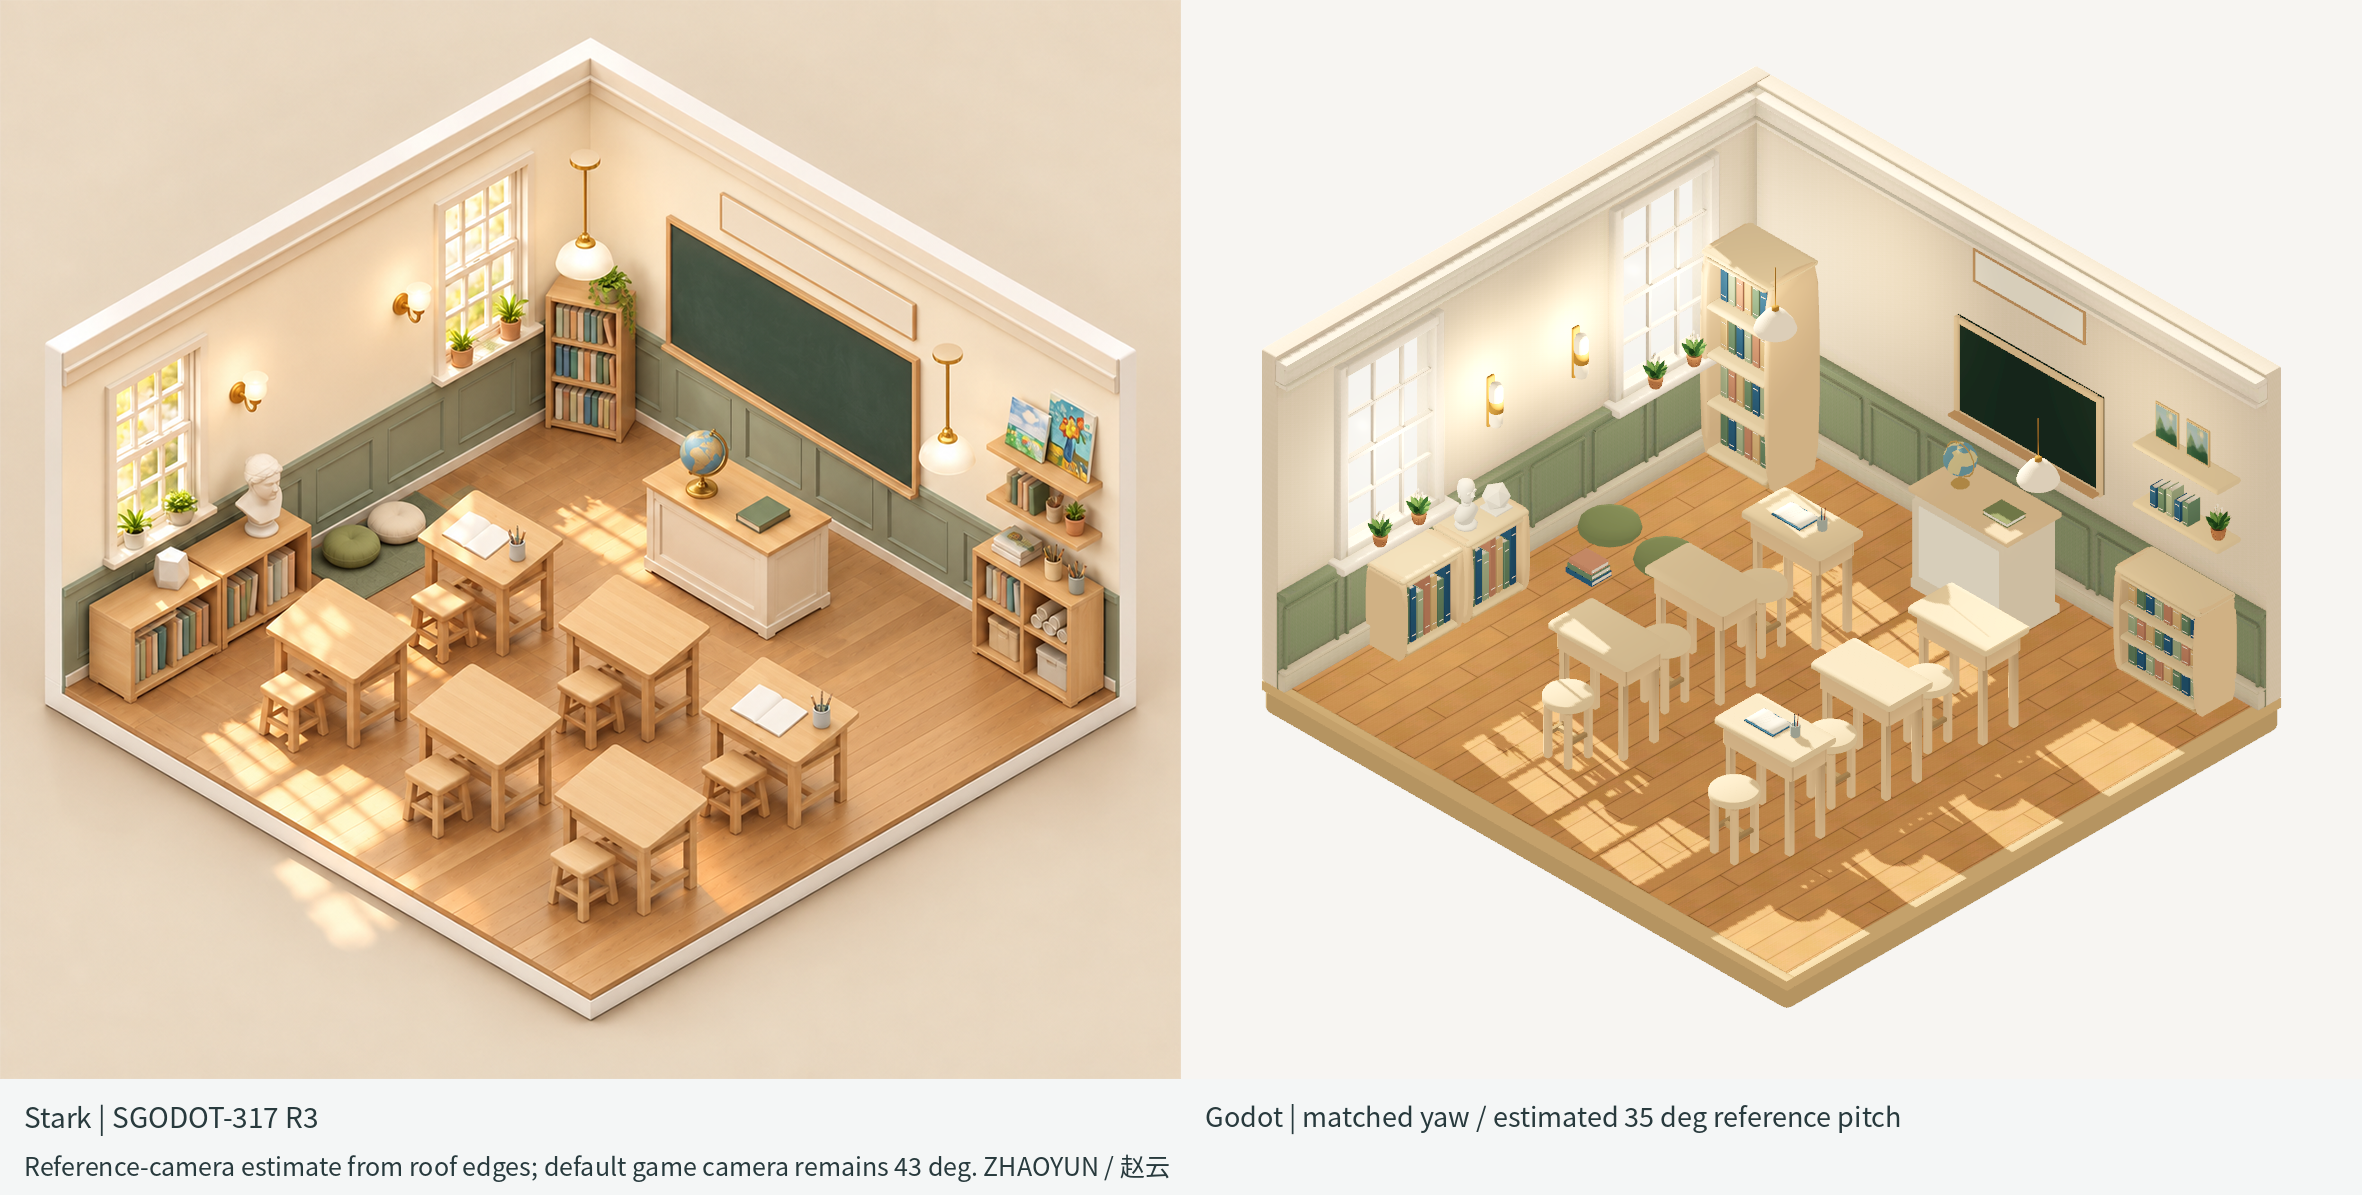 Stark | SGODOT-317 R3
Godot | matched yaw / estimated 35 deg reference pitch
Reference-camera estimate from roof edges; default game camera remains 43 deg. ZHAOYUN / 赵云